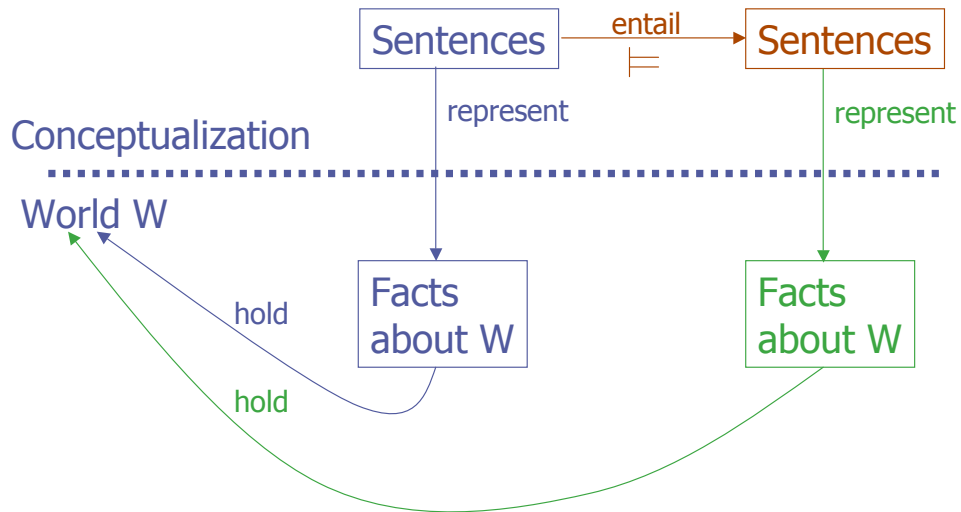 entail
Sentences
Sentences
⊨
represent
represent
Conceptualization
World W
Facts
about W
Facts
about W
hold
hold